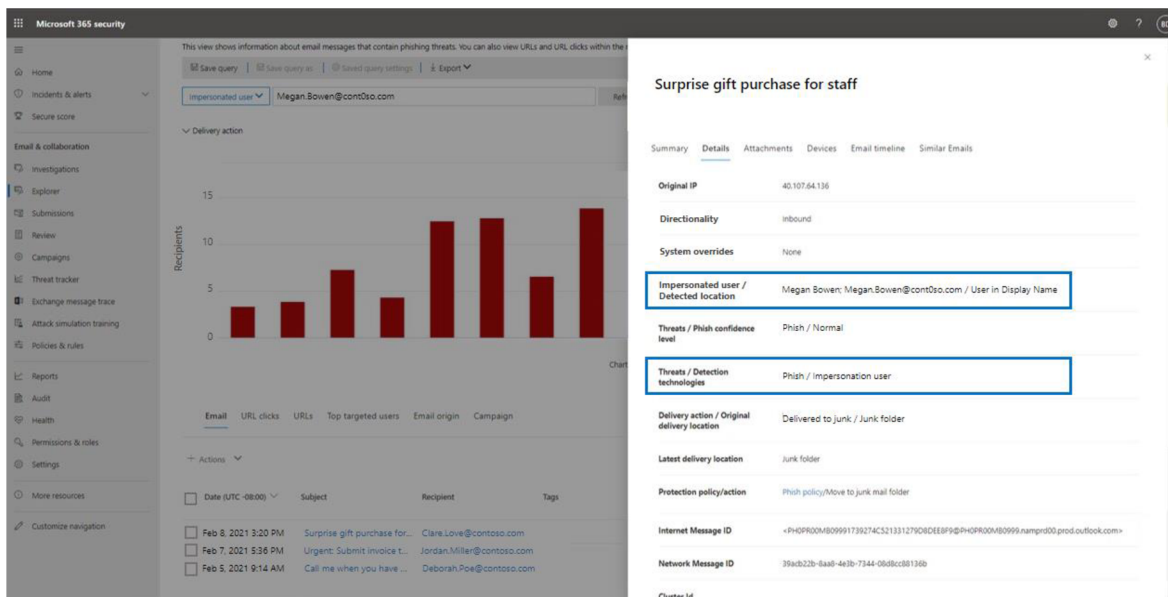 Microsoft 365 security
?
Home
Incidents & alerts
Secure score
Email & collaboration
Investigations
Explorer
Submissions
Review
Campaigns
Threat tracker
Exchange message trace
Attack simulation training
Policies & rules
Reports
Audit
Health
Permissions & roles
Settings
More resources
Customize navigation
This view shows information about email messages that contain phishing threats. You can also view URLs and URL clicks within the
Save query Save query as Saved query settings Export
Impersonated user Megan.Bowen@cont0so.com Refr
Delivery action
Recipients
15
10
5
0
Chart
Email URL clicks URLs Top targeted users Email origin Campaign
+ Actions
Date (UTC -08:00) Subject Recipient Tags
Feb 8, 2021 3:20 PM Surprise gift purchase for... Clare.Love@contoso.com
Feb 7, 2021 5:36 PM Urgent: Submit invoice t... Jordan.Miller@contoso.com
Feb 5, 2021 9:14 AM Call me when you have ... Deborah.Poe@contoso.com
Surprise gift purchase for staff
Summary Details Attachments Devices Email timeline Similar Emails
Original IP 40.107.64.136
Directionality Inbound
System overrides None
Impersonated user /
Detected location Megan Bowen; Megan.Bowen@cont0so.com / User in Display Name
Threats / Phish confidence
level Phish / Normal
Threats / Detection
technologies Phish / Impersonation user
Delivery action / Original
delivery location Delivered to junk / Junk folder
Latest delivery location Junk folder
Protection policy/action Phish policy/Move to junk mail folder
Internet Message ID <PH0PR00MB09991739274C521331279D8DEE8F9@PH0PR00MB0999.namprd00.prod.outlook.com>
Network Message ID 39acb22b-8aa8-4e3b-7344-08d8cc88136b
Cluster Id